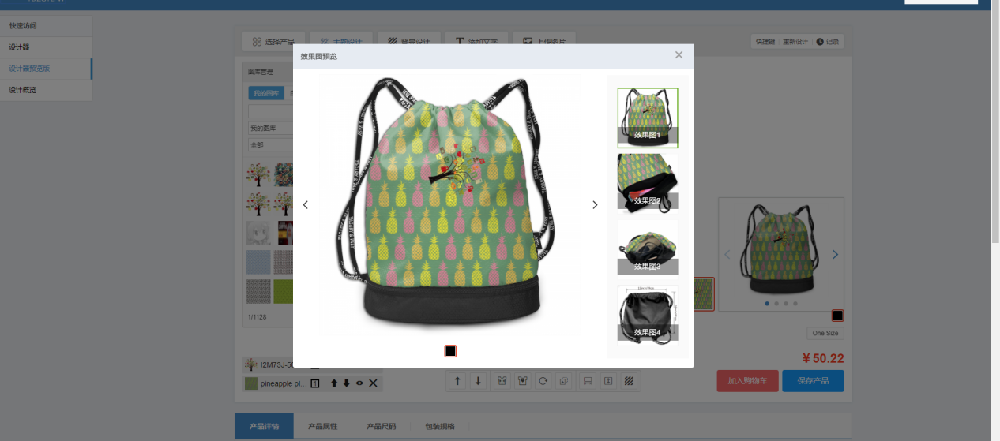 快速访问
设计器
设计器预览版
设计概览
选择产品
主题设计
背景设计
添加文字
上传图片
快捷键
重新设计
记录
效果图预览
图库管理
我的图库
我的图库
全部
效果图1
效果图2
效果图3
效果图4
1/1128
One Size
¥ 50.22
加入购物车
保存产品
pineapple pl... 1
产品详情
产品属性
产品尺码
包装规格